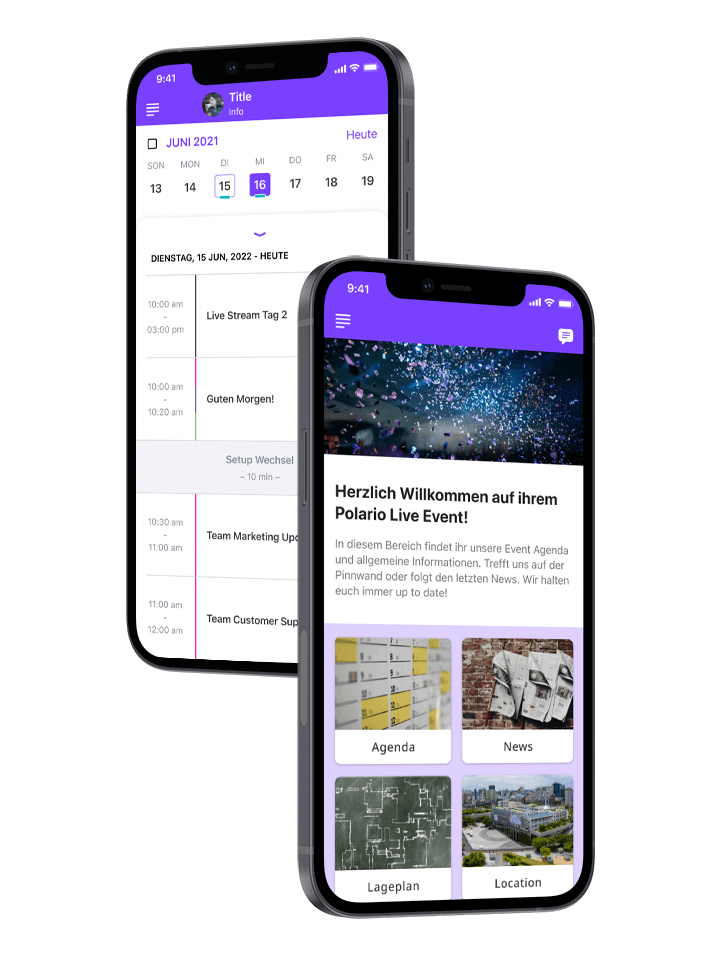 9:41
Title
info
JUNI 2021
Heute
SON MON DI MI DO FR SA
13 14 15 16 17 18 19
DIENSTAG, 15 JUN, 2022 - HEUTE
10:00 am
-
03:00 pm
Live Stream Tag 2
10:00 am
-
10:20 am
Guten Morgen!
Setup Wechsel
– 10 min –
10:30 am
-
11:00 am
Team Marketing Upd
11:00 am
-
12:00 am
Team Customer Sup
9:41
Herzlich Willkommen auf ihrem
Polario Live Event!
In diesem Bereich findet ihr unsere Event Agenda
und allgemeine Informationen. Trefft uns auf der
Pinnwand oder folgt den letzten News. Wir halten
euch immer up to date!
Agenda
News
Lageplan
Location